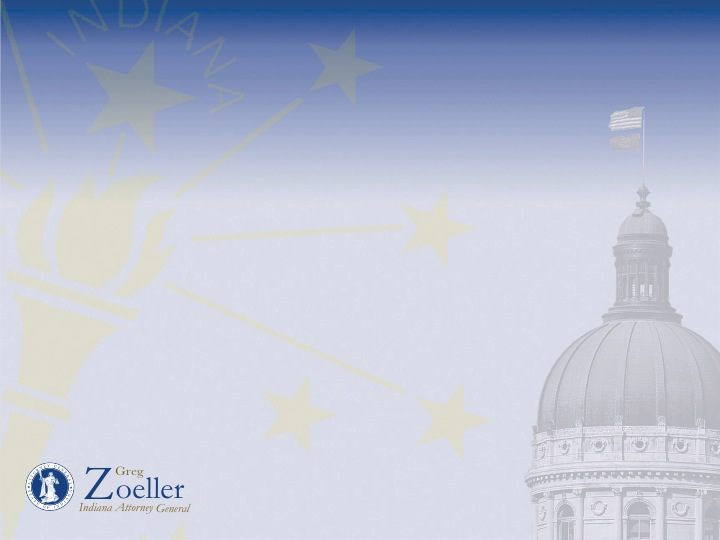 INDIANA
Greg
Zoeller
Indiana Attorney General